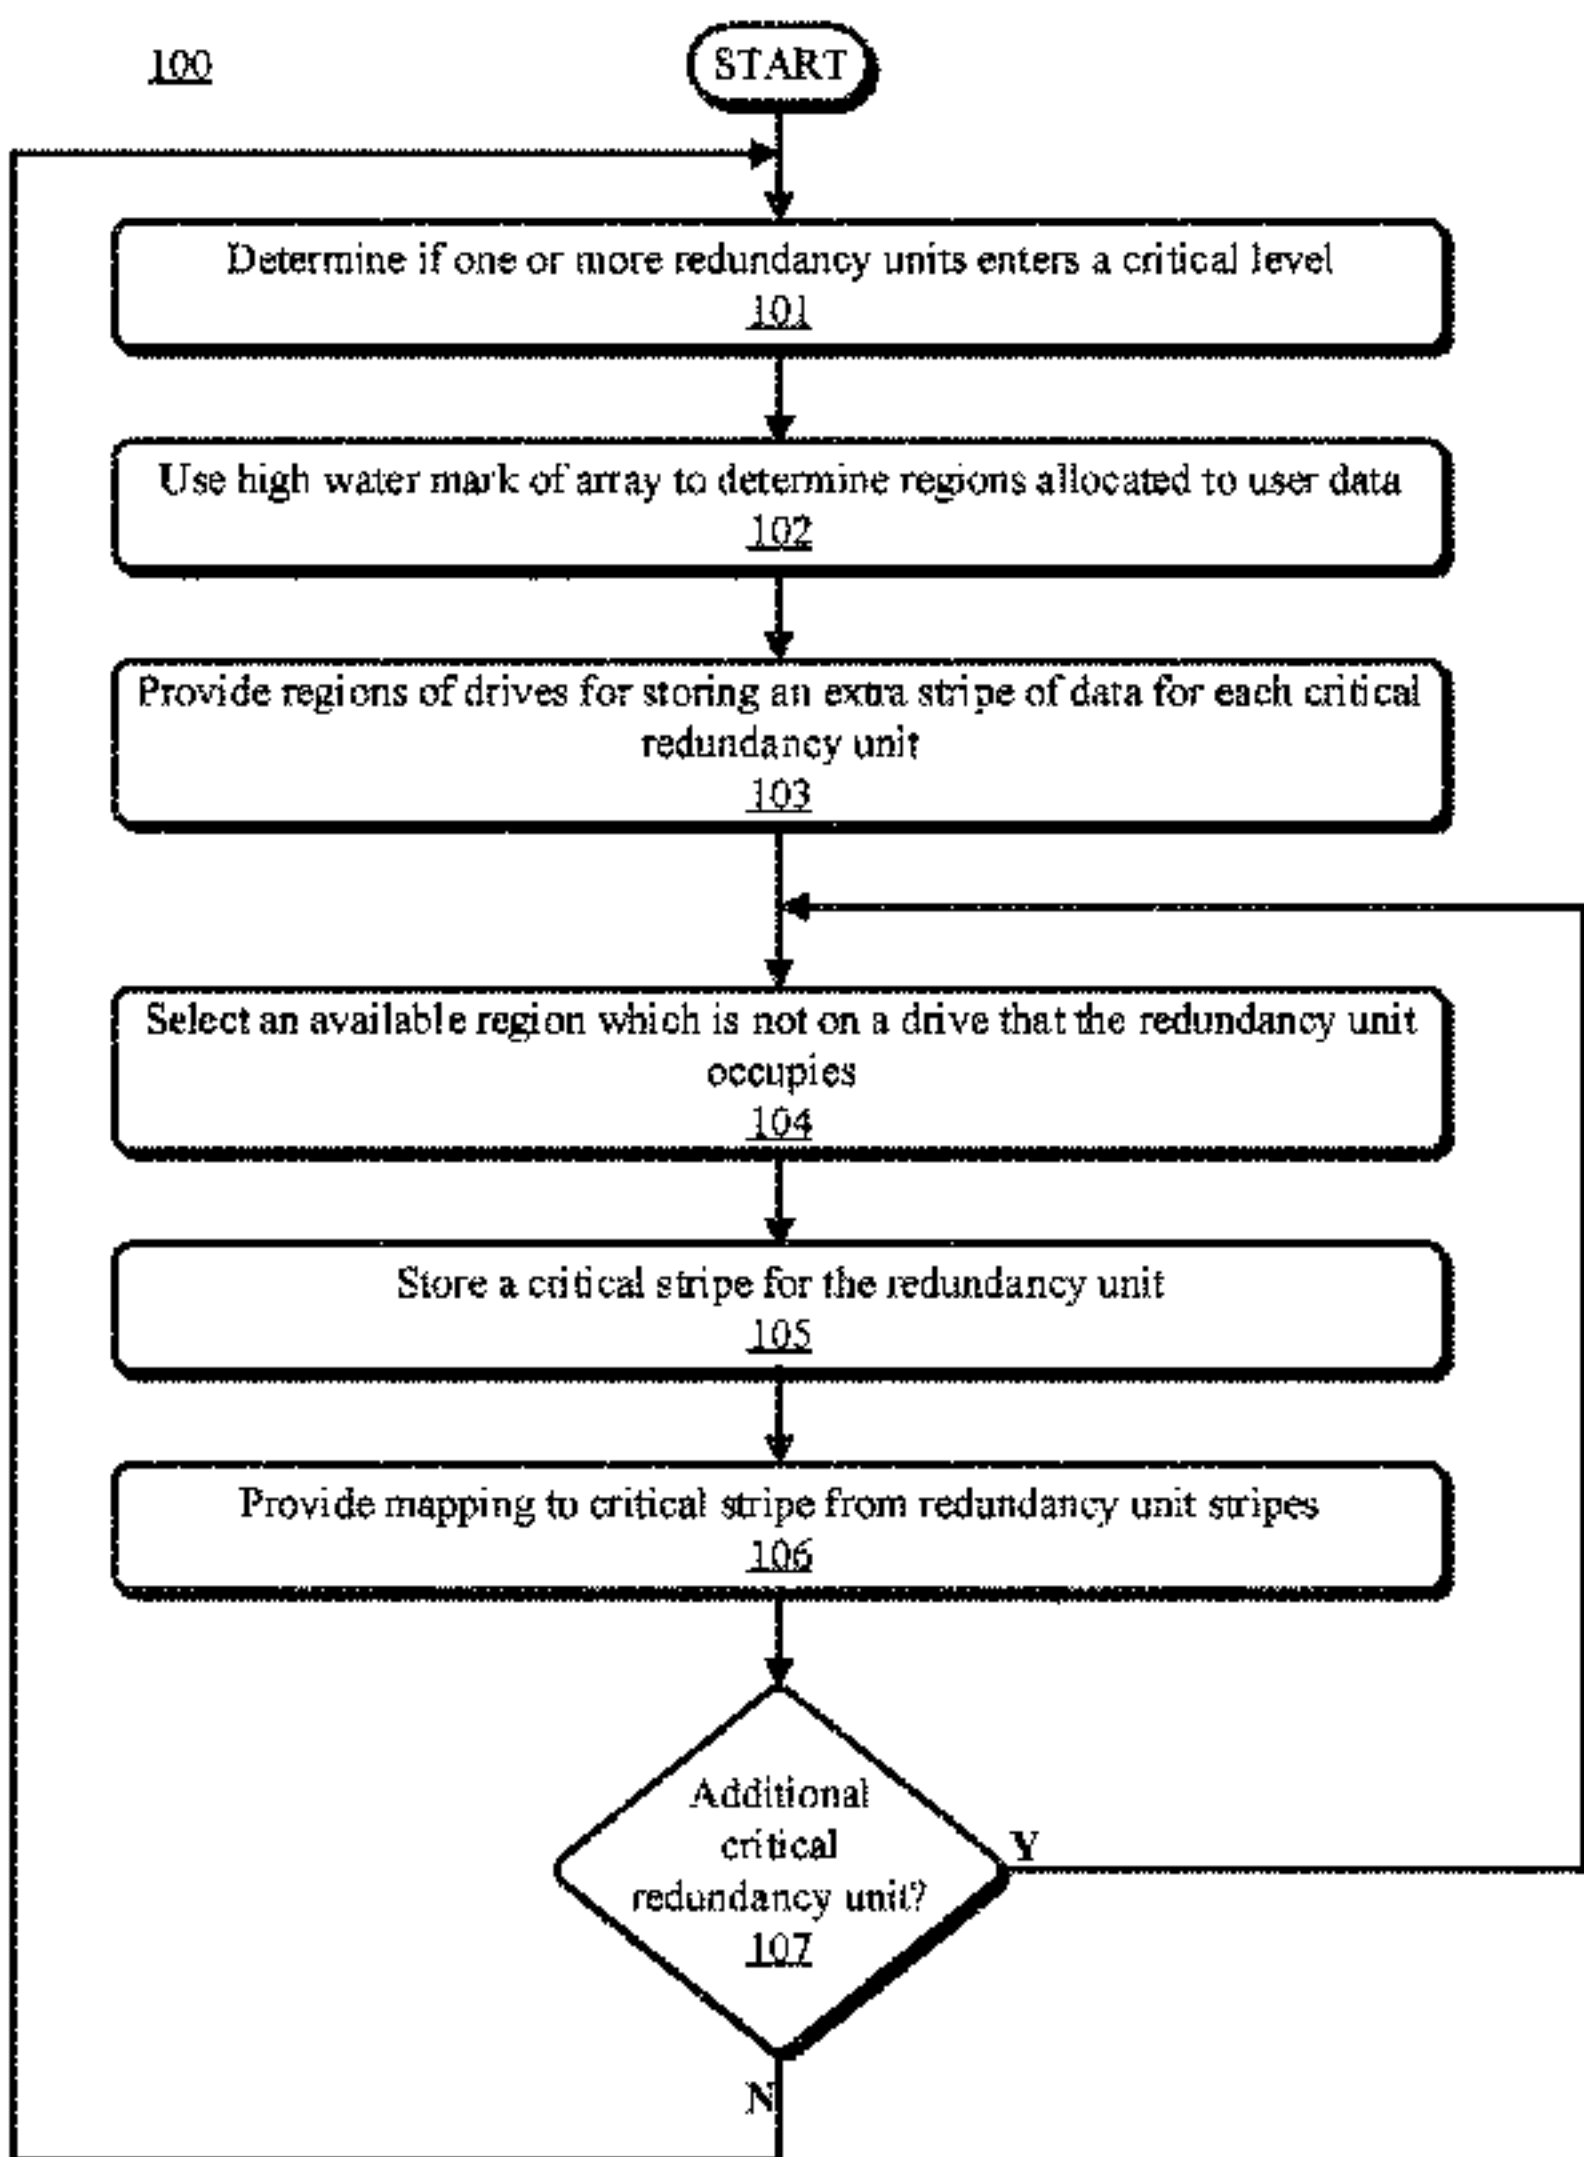 100
START
Determine if one or more redundancy units enters a critical level
101
Use high water mark of array to determine regions allocated to user data
102
Provide regions of drives for storing an extra stripe of data for each critical
redundancy unit
103
Select an available region which is not on a drive that the redundancy unit
occupies
104
Store a critical stripe for the redundancy unit
105
Provide mapping to critical stripe from redundancy unit stripes
106
Additional
critical
redundancy unit?
107
Y
N